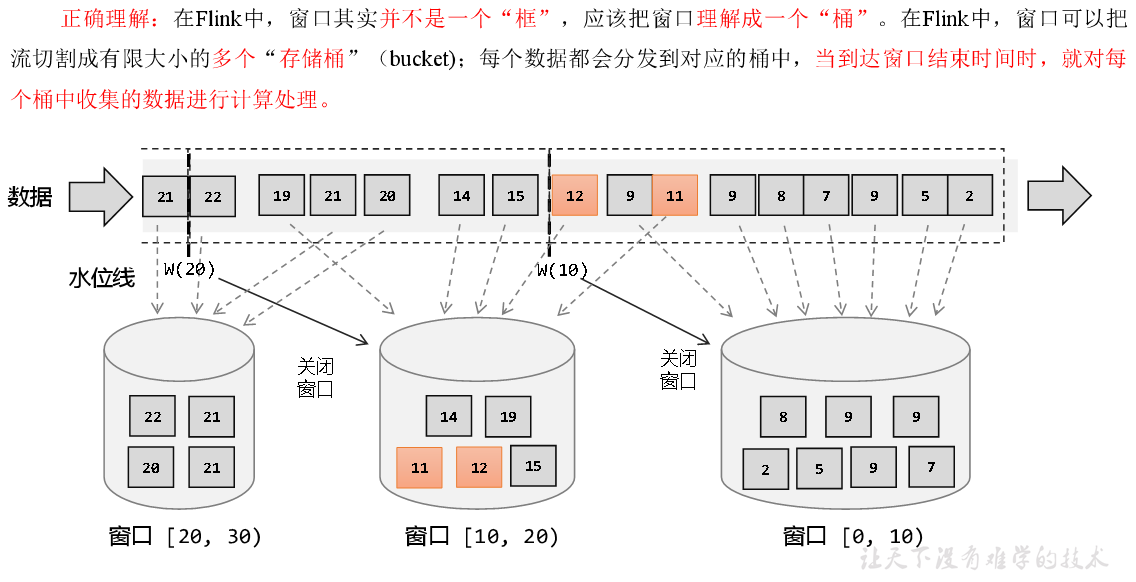 正确理解：在Flink中，窗口其实并不是一个“框”，应该把窗口理解成一个“桶”。在Flink中，窗口可以把
流切割成有限大小的多个“存储桶”（bucket)；每个数据都会分发到对应的桶中，当到达窗口结束时间时，就对每
个桶中收集的数据进行计算处理。
数据
21 22 19 21 20 14 15 12 9 11 9 8 7 9 5 2
水位线
W(20)
W(10)
关闭
窗口
关闭
窗口
22 21
20 21
14 19
11 12 15
8 9 9
2 5 9 7
窗口 [20, 30)
窗口 [10, 20)
窗口 [0, 10)
让天下没有难学的技术